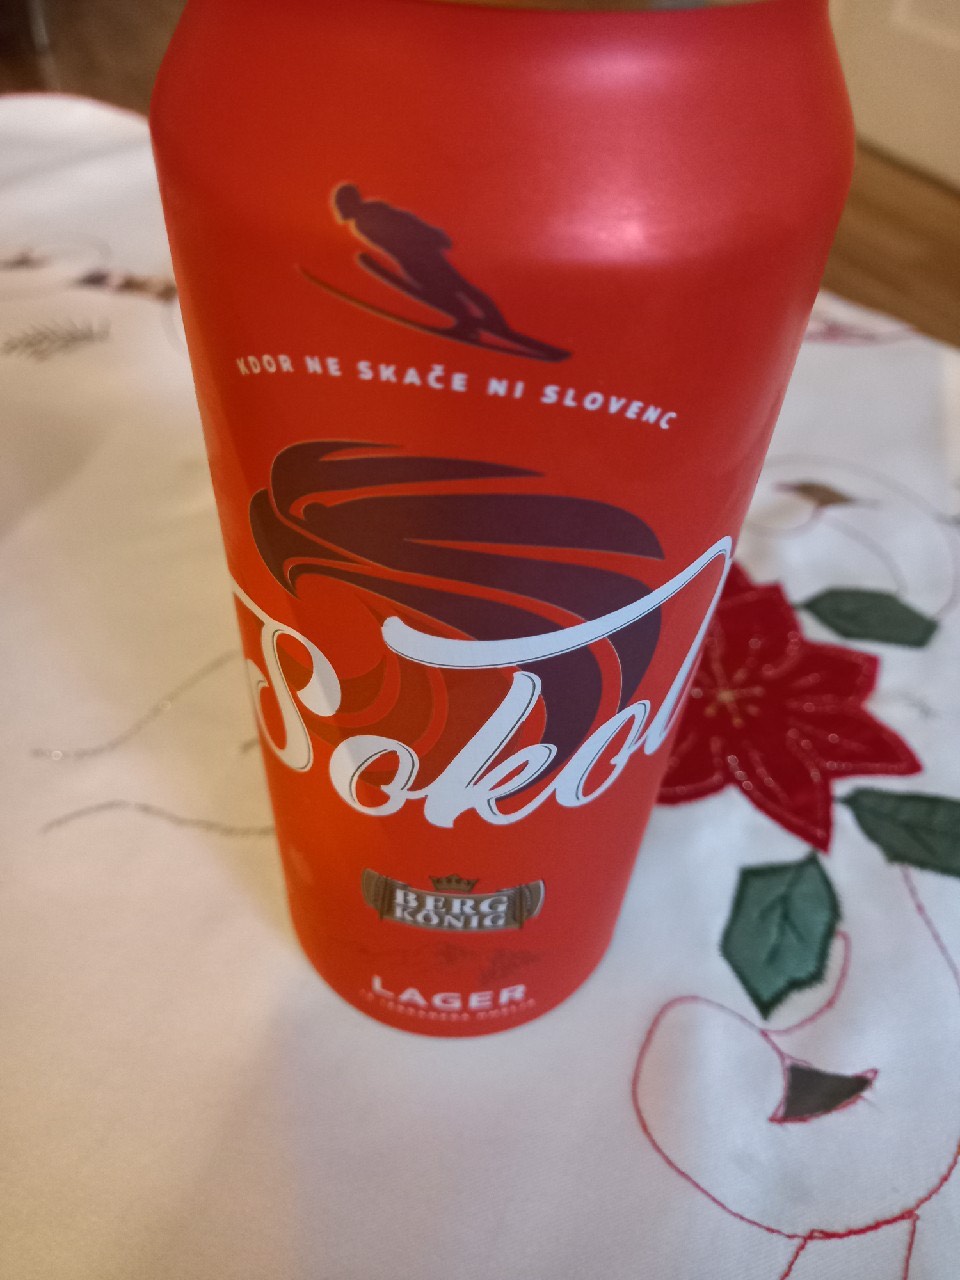 KDOR NE SKAČE NI SLOVENC
Sokol
BERG
KÖNIG
LAGER